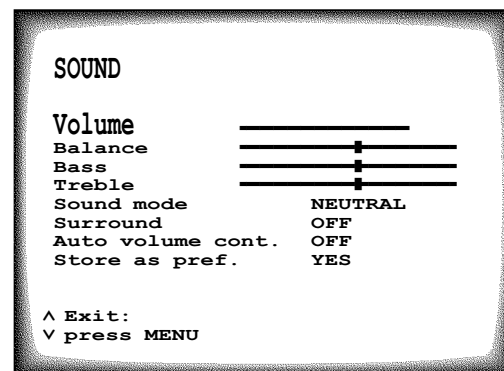 SOUND
Volume
Balance
Bass
Treble
Sound mode NEUTRAL
Surround OFF
Auto volume cont. OFF
Store as pref. YES
^ Exit:
v press MENU